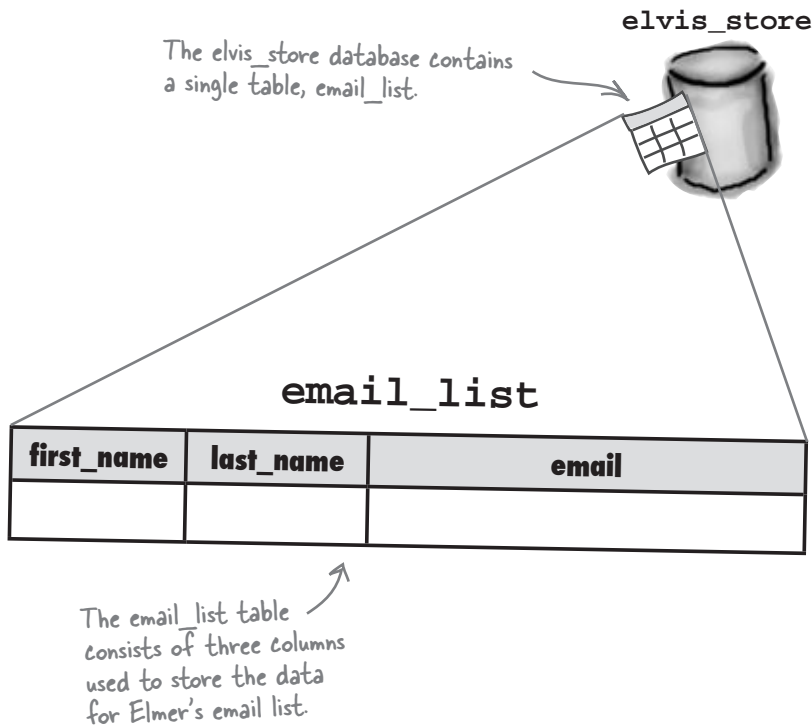 elvis_store
The elvis_store database contains
a single table, email_list.
email_list
first_name last_name email
The email_list table
consists of three columns
used to store the data
for Elmer's email list.